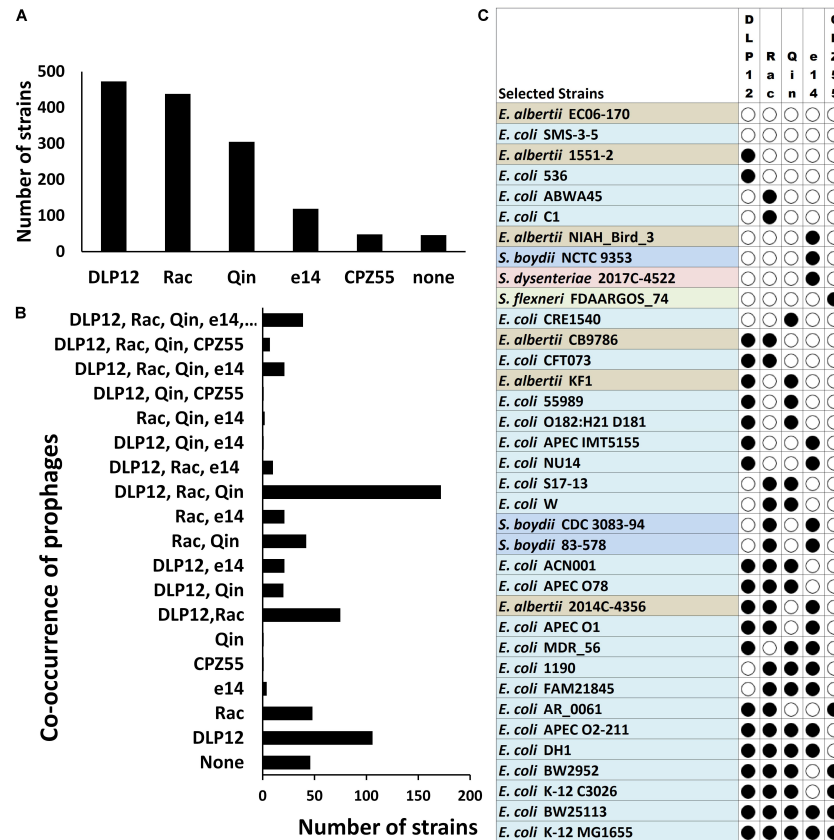 A
Number of strains
500
400
300
200
100
0
DLP12 Rac Qin e14 CPZ55 none
B
Co-occurrence of prophages
DLP12, Rac, Qin, e14,...
DLP12, Rac, Qin, CPZ55
DLP12, Rac, Qin, e14
DLP12, Qin, CPZ55
Rac, Qin, e14
DLP12, Qin, e14
DLP12, Rac, e14
DLP12, Rac, Qin
Rac, e14
Rac, Qin
DLP12, e14
DLP12, Qin
DLP12,Rac
Qin
CPZ55
e14
Rac
DLP12
None
0 50 100 150 200
Number of strains
C
Selected Strains DLP12 Rac Qin e14
E. albertii EC06-170
E. coli SMS-3-5
E. albertii 1551-2
E. coli 536
E. coli ABWA45
E. coli C1
E. albertii NIAH_Bird_3
S. boydii NCTC 9353
S. dysenteriae 2017C-4522
S. flexneri FDAARGOS_74
E. coli CRE1540
E. albertii CB9786
E. coli CFT073
E. albertii KF1
E. coli 55989
E. coli O182:H21 D181
E. coli APEC IMT5155
E. coli NU14
E. coli S17-13
E. coli W
S. boydii CDC 3083-94
S. boydii 83-578
E. coli ACN001
E. coli APEC O78
E. albertii 2014C-4356
E. coli APEC O1
E. coli MDR_56
E. coli 1190
E. coli FAM21845
E. coli AR_0061
E. coli APEC O2-211
E. coli DH1
E. coli BW2952
E. coli K-12 C3026
E. coli BW25113
E. coli K-12 MG1655